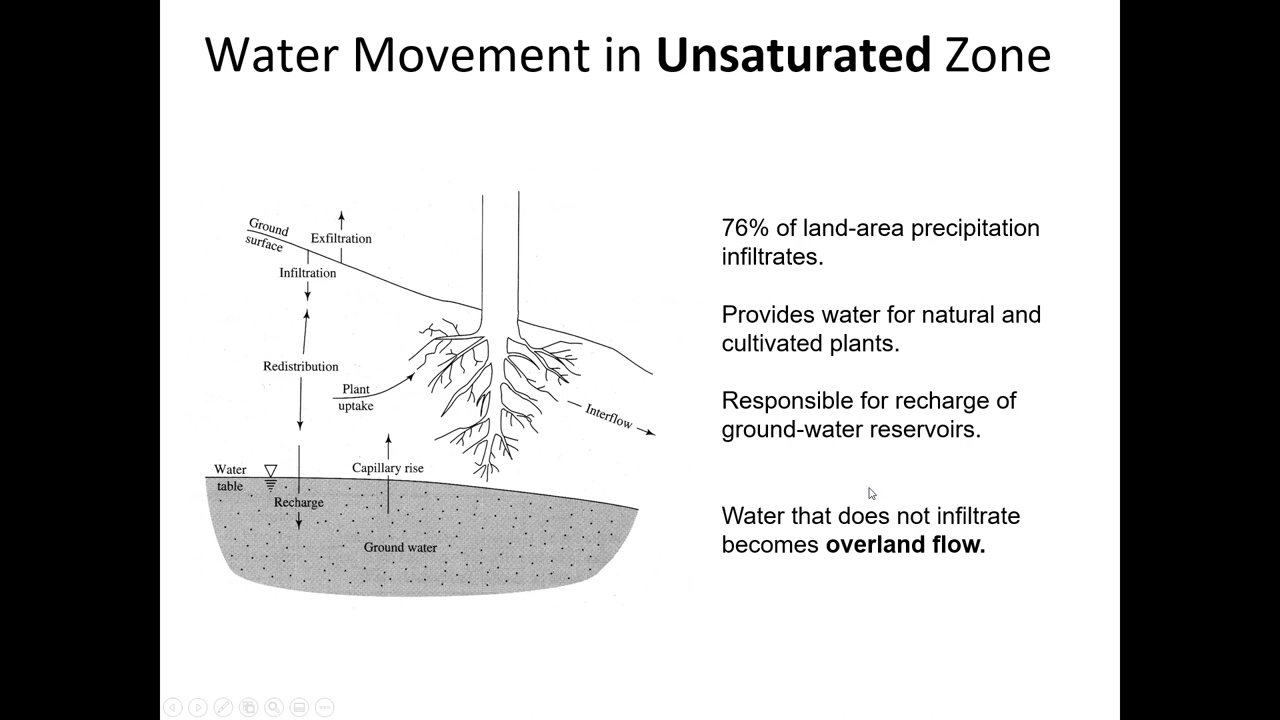 Water Movement in Unsaturated Zone
Ground
surface
Exfiltration
Infiltration
Redistribution
Plant
uptake
Interflow
Water
table
Capillary rise
Recharge
Ground water
76% of land-area precipitation
infiltrates.
Provides water for natural and
cultivated plants.
Responsible for recharge of
ground-water reservoirs.
Water that does not infiltrate
becomes overland flow.